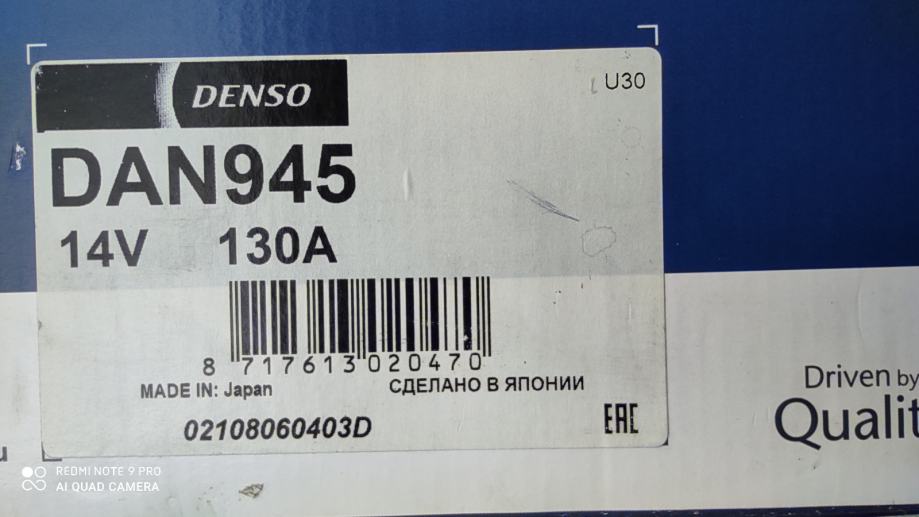 DENSO
U30
DAN945
14V 130A
8 717613 020470
MADE IN: Japan СДЕЛАНО В ЯПОНИИ
02108060403D
EAC
Driven by
REDMI NOTE 9 PRO
AI QUAD CAMERA